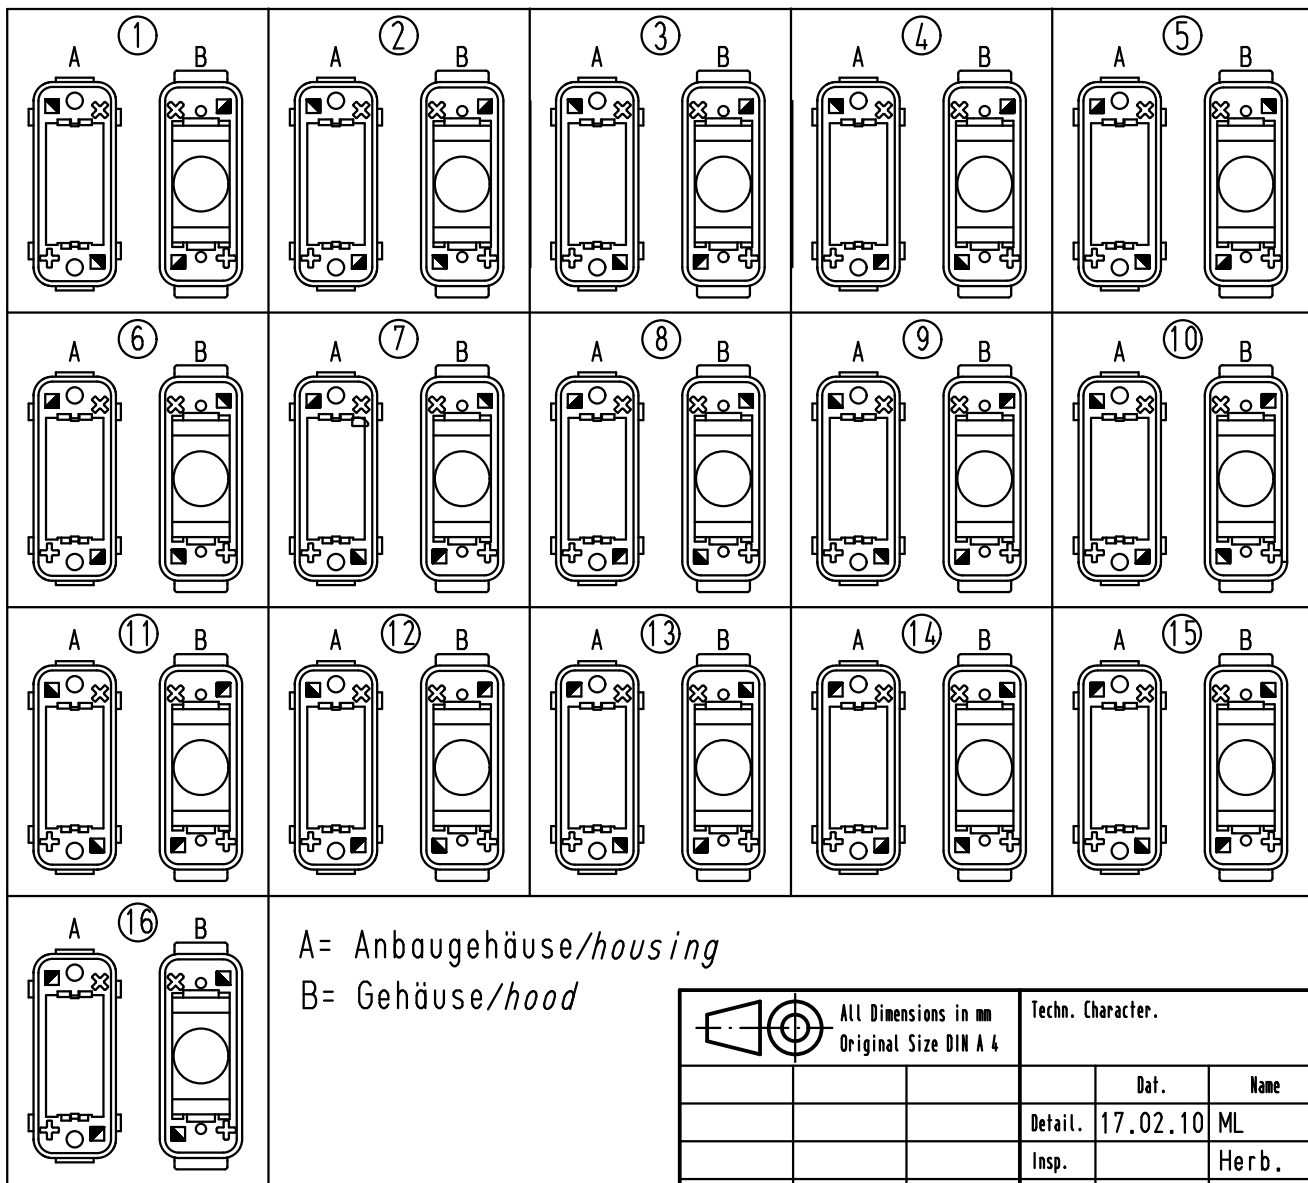 1 2 3 4 5
A B A B A B A B A B
6 7 8 9 10
A B A B A B A B A B
11 12 13 14 15
A B A B A B A B A B
16
A B
A= Anbaugehäuse/housing
B= Gehäuse/hood
All Dimensions in mm
Original Size DIN A 4
Techn. Character.
Dat. Name
Detail. 17.02.10 ML
Insp. Herb.